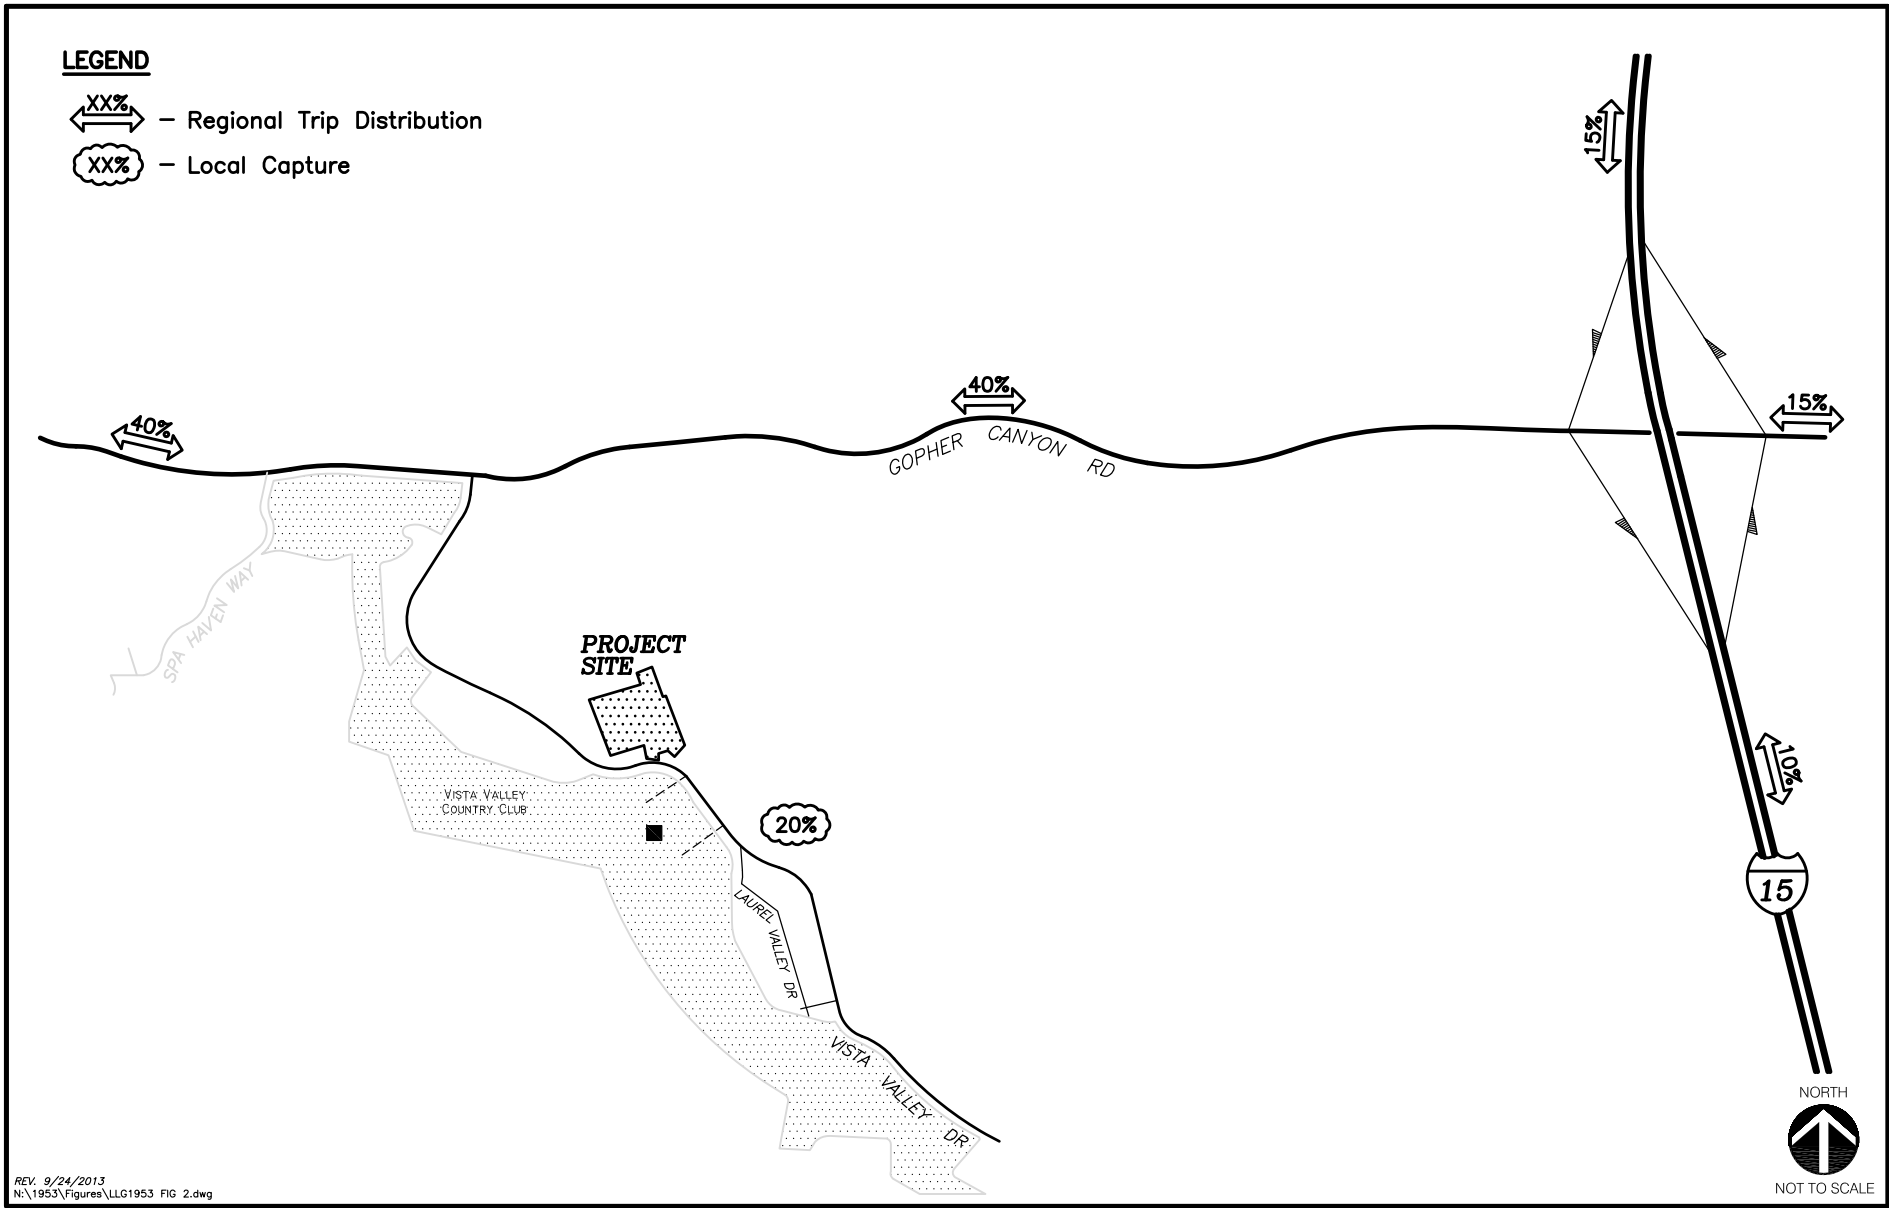 LEGEND
XX% – Regional Trip Distribution
XX% – Local Capture
15%
40%
40%
15%
GOPHER CANYON RD
SPA HAVEN WAY
PROJECT
SITE
10%
VISTA VALLEY
COUNTRY CLUB
20%
15
LAUREL VALLEY DR
VISTA VALLEY DR
NORTH
NOT TO SCALE
REV. 9/24/2013
N:\1953\Figures\LLG1953 FIG 2.dwg